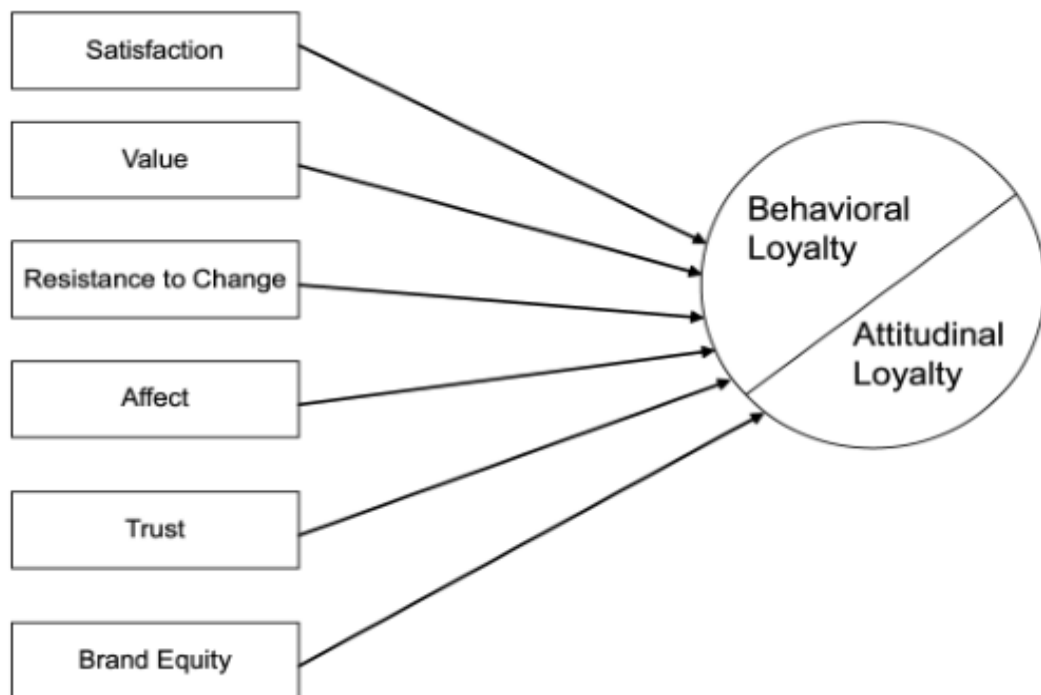 Satisfaction
Value
Resistance to Change
Affect
Trust
Brand Equity
Behavioral
Loyalty
Attitudinal
Loyalty